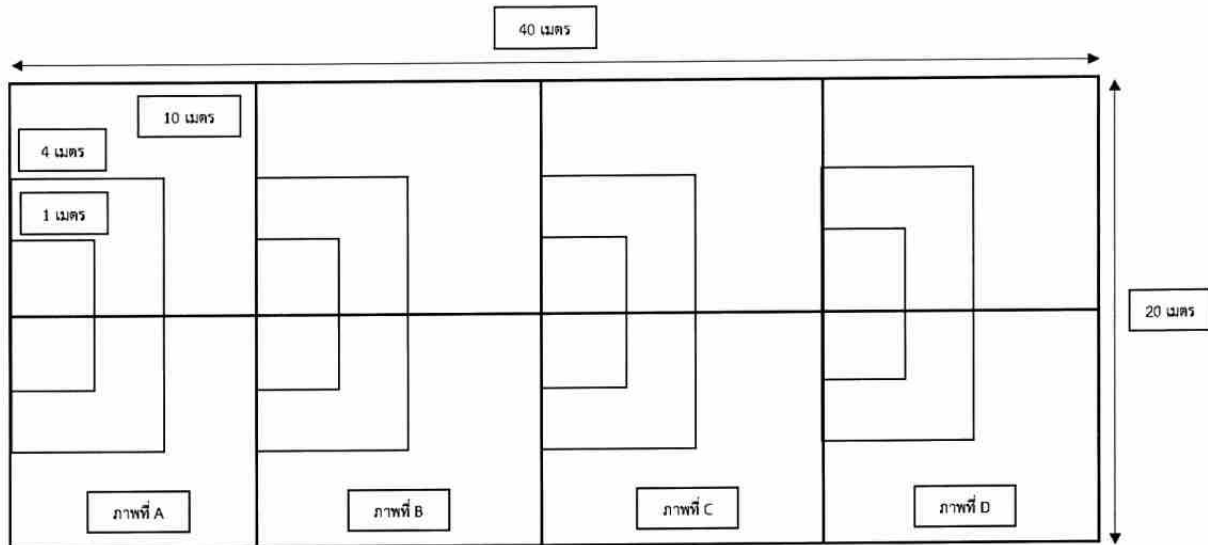 40 เมตร
10 เมตร
4 เมตร
1 เมตร
20 เมตร
ภาพที่ A
ภาพที่ B
ภาพที่ C
ภาพที่ D